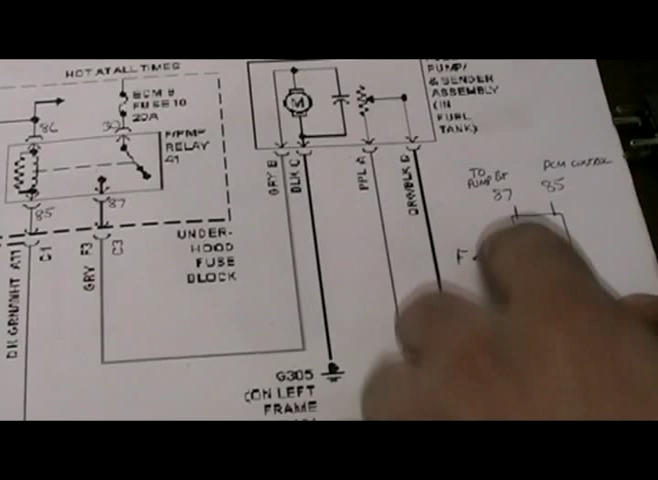 HOT AT ALL TIMES
ECM B
FUSE 10
20A
86
30
F/PMP
RELAY
41
85
87
PUMP/
& SENDER
ASSEMBLY
(IN
FUEL
TANK)
M
GRY B
BLK C
PPL A
ORN/BLK D
TO
PUMP
87
PCM CONTROL
85
F
DK GRN/WHT A11
C1
GRY F3
C3
UNDER-
HOOD
FUSE
BLOCK
G305
(ON LEFT
FRAME